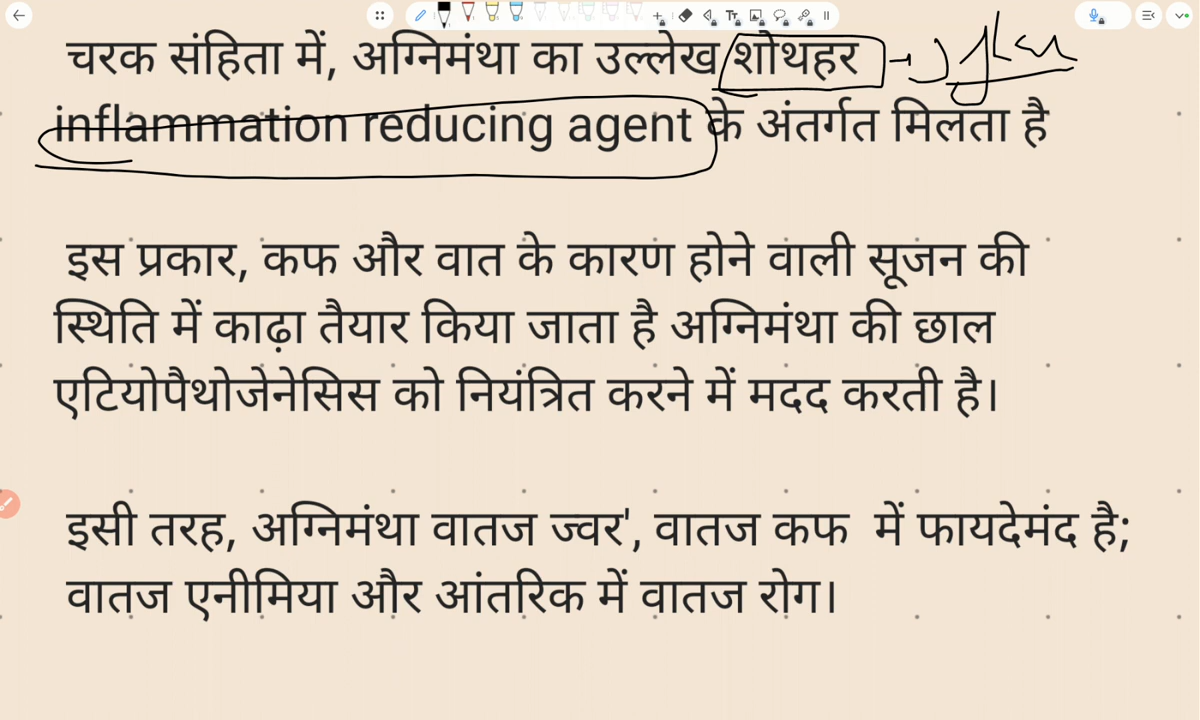 चरक संहिता में, अग्निमंथा का उल्लेख शोथहर
inflammation reducing agent के अंतर्गत मिलता है
इस प्रकार, कफ और वात के कारण होने वाली सूजन की
स्थिति में काढ़ा तैयार किया जाता है अग्निमंथा की छाल
एटियोपैथोजेनेसिस को नियंत्रित करने में मदद करती है।
इसी तरह, अग्निमंथा वातज ज्वर', वातज कफ में फायदेमंद है;
वातज एनीमिया और आंतरिक में वातज रोग।